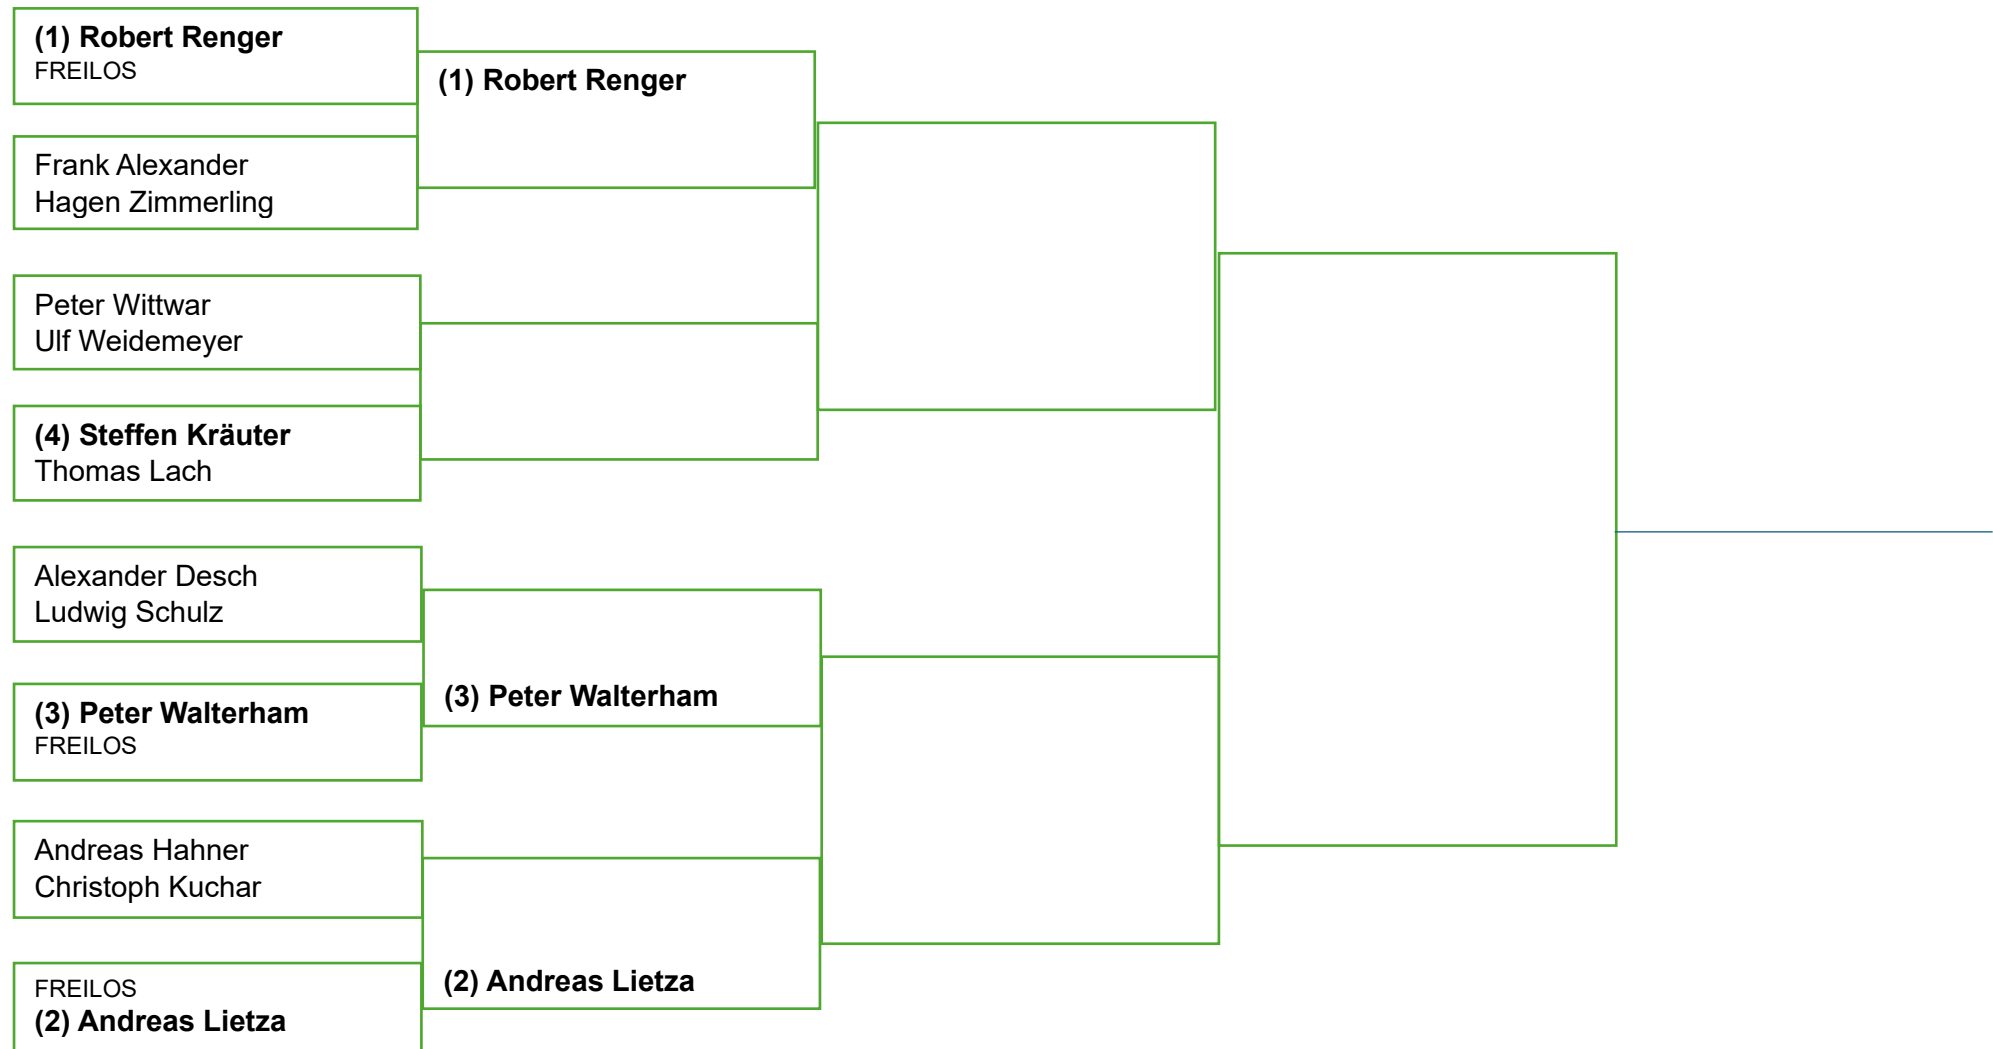 (1) Robert Renger
FREILOS
Frank Alexander
Hagen Zimmerling
Peter Wittwar
Ulf Weidemeyer
(4) Steffen Kräuter
Thomas Lach
Alexander Desch
Ludwig Schulz
(3) Peter Walterham
FREILOS
Andreas Hahner
Christoph Kuchar
FREILOS
(2) Andreas Lietza
(1) Robert Renger
(3) Peter Walterham
(2) Andreas Lietza